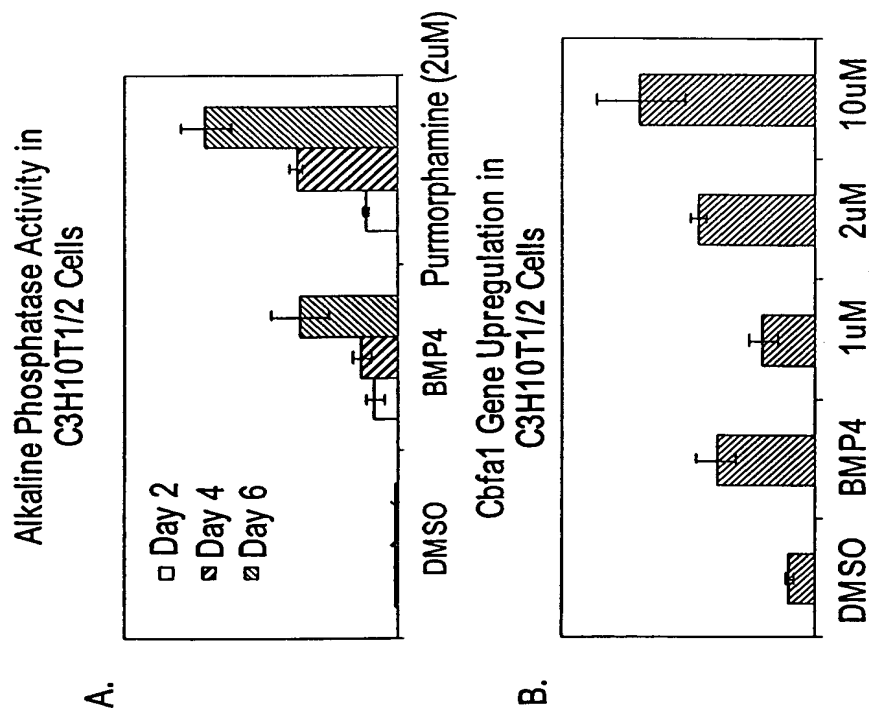 A.
Alkaline Phosphatase Activity in
C3H10T1/2 Cells
Day 2
Day 4
Day 6
DMSO
BMP4
Purmorphamine (2uM)
B.
Cbfa1 Gene Upregulation in
C3H10T1/2 Cells
DMSO
BMP4
1uM
2uM
10uM